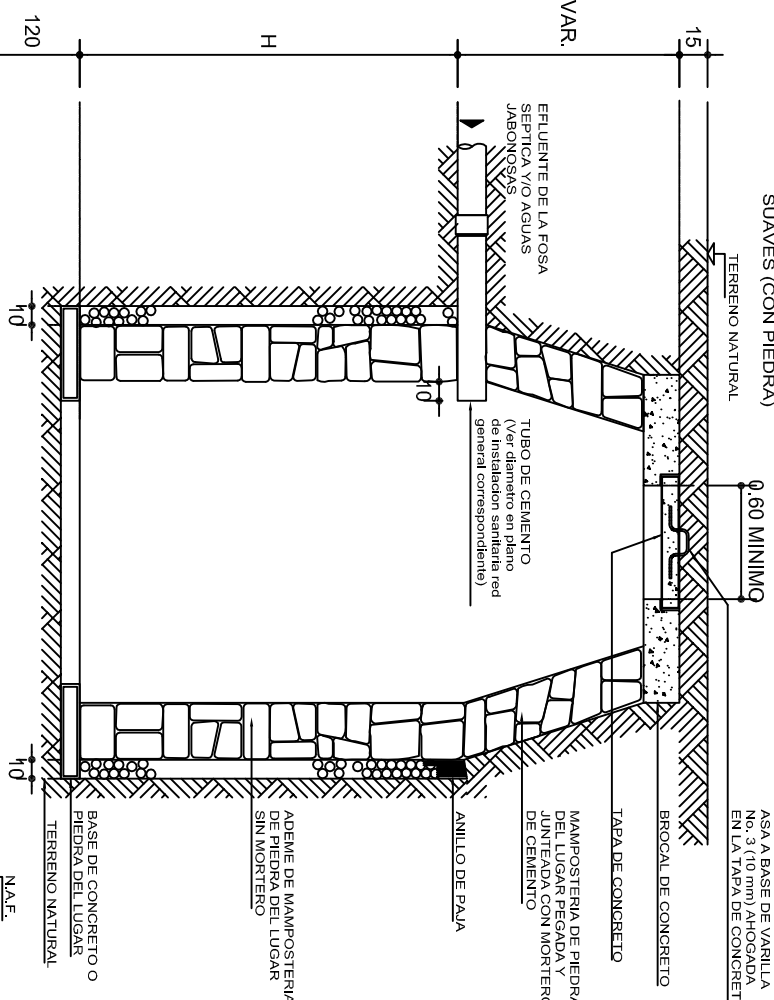 SUAVES (CON PIEDRA)
TERRENO NATURAL
0.60 MINIMO
15
VAR.
H
120
EFLUENTE DE LA FOSA
SEPTICA Y/O AGUAS
JABONOSAS
TUBO DE CEMENTO
(Ver diametro en plano
de instalacion sanitaria red
general correspondiente)
10
10
10
ASA A BASE DE VARILLA
No. 3 (10 mm) AHOGADA
EN LA TAPA DE CONCRET
BROCAL DE CONCRETO
TAPA DE CONCRETO
MAMPOSTERIA DE PIEDRA
DEL LUGAR PEGADA Y
JUNTEADA CON MORTERO
DE CEMENTO
ANILLO DE PAJA
ADEME DE MAMPOSTERIA
DE PIEDRA DEL LUGAR
SIN MORTERO
BASE DE CONCRETO O
PIEDRA DEL LUGAR
TERRENO NATURAL
N.A.F.